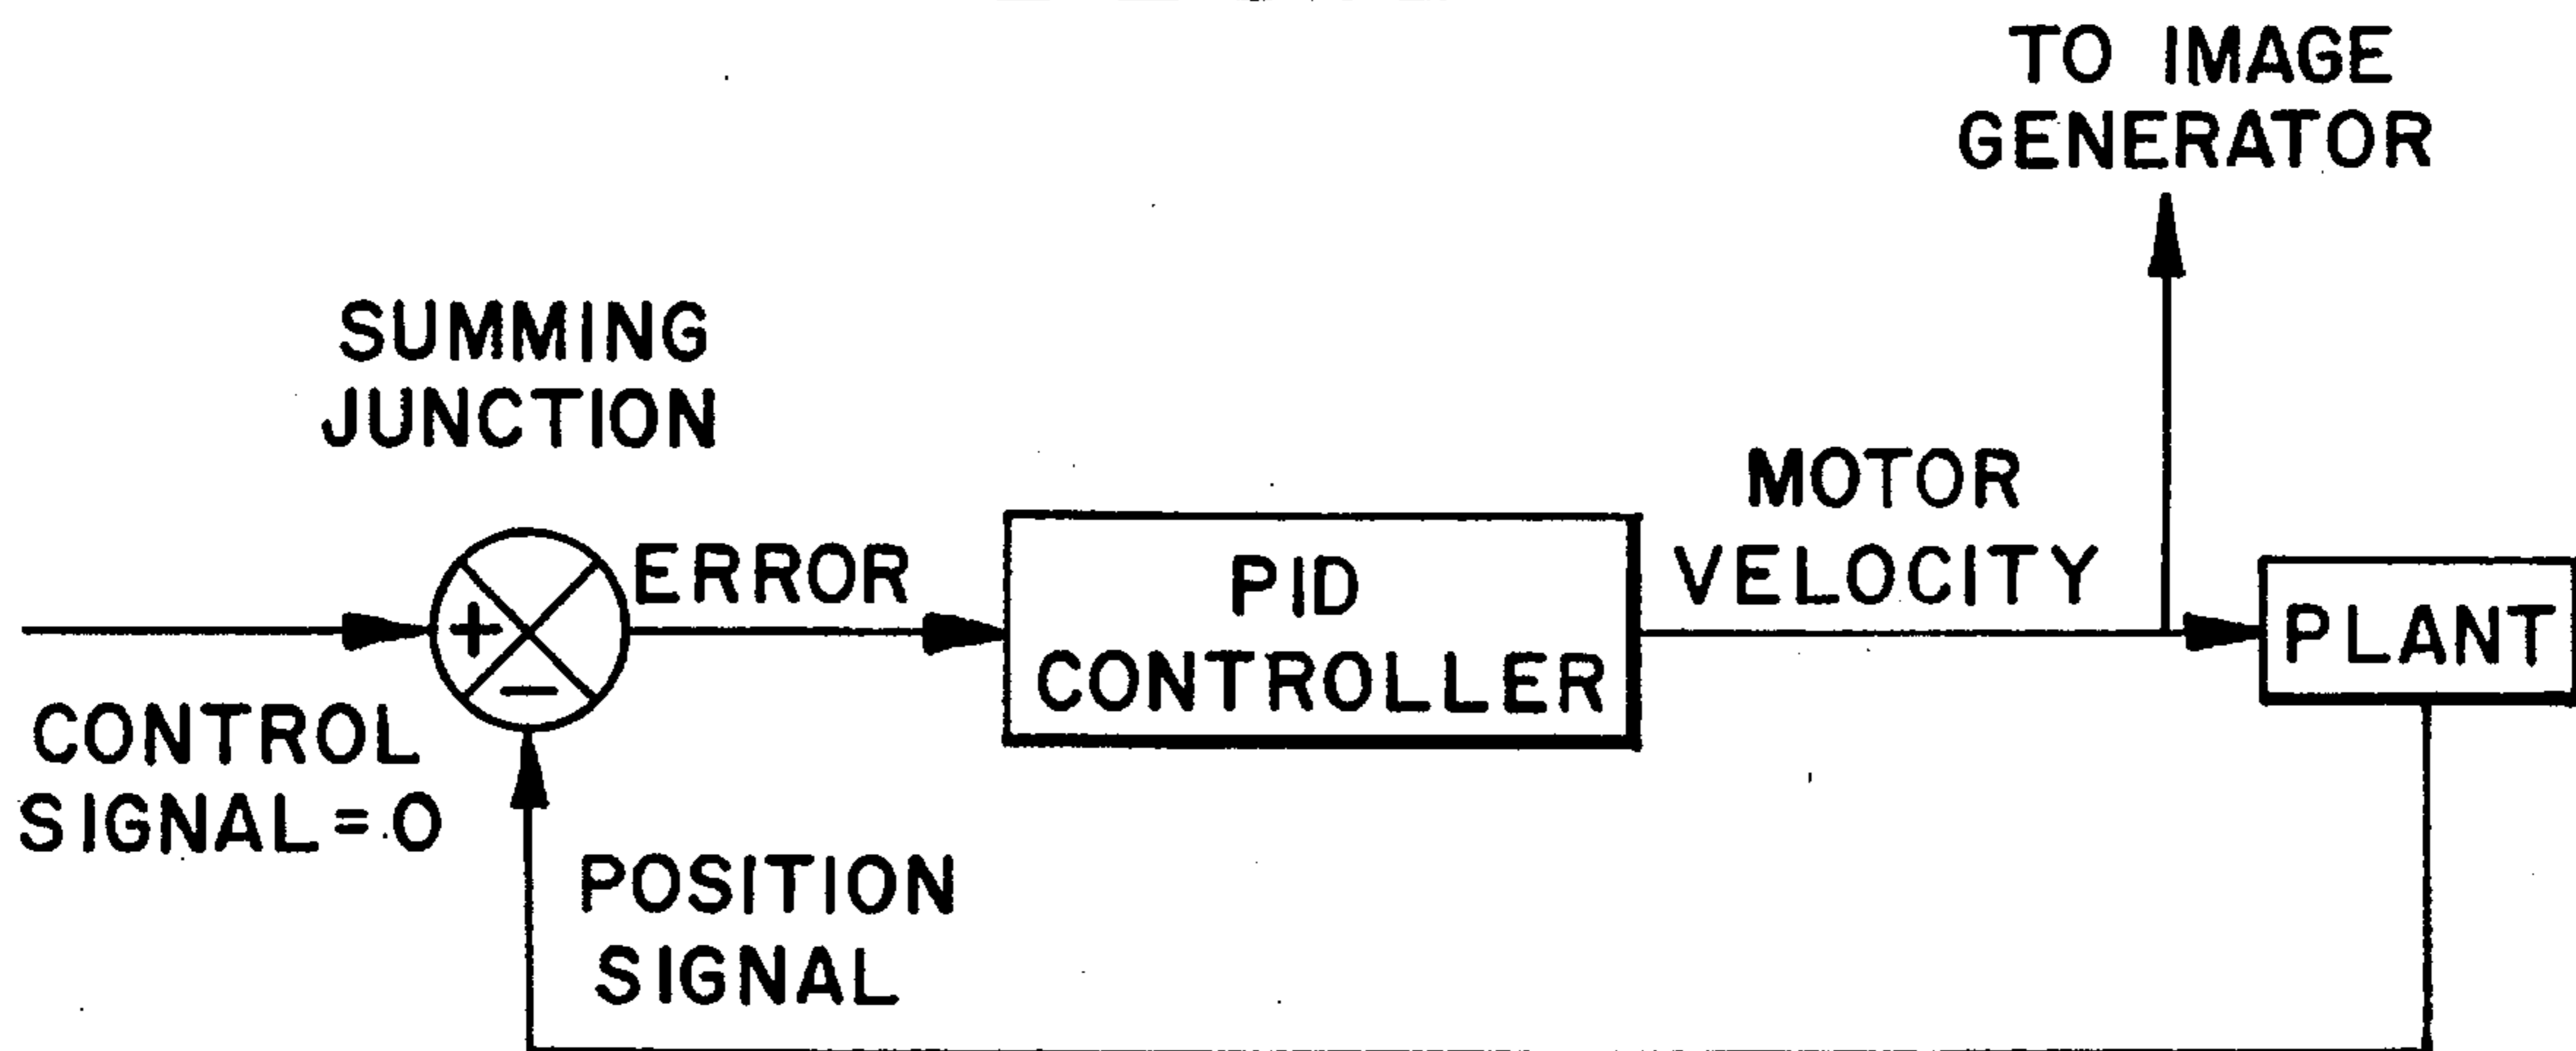 TO IMAGE
GENERATOR
SUMMING
JUNCTION
MOTOR
VELOCITY
ERROR
PID
CONTROLLER
PLANT
+
−
CONTROL
SIGNAL=0
POSITION
SIGNAL